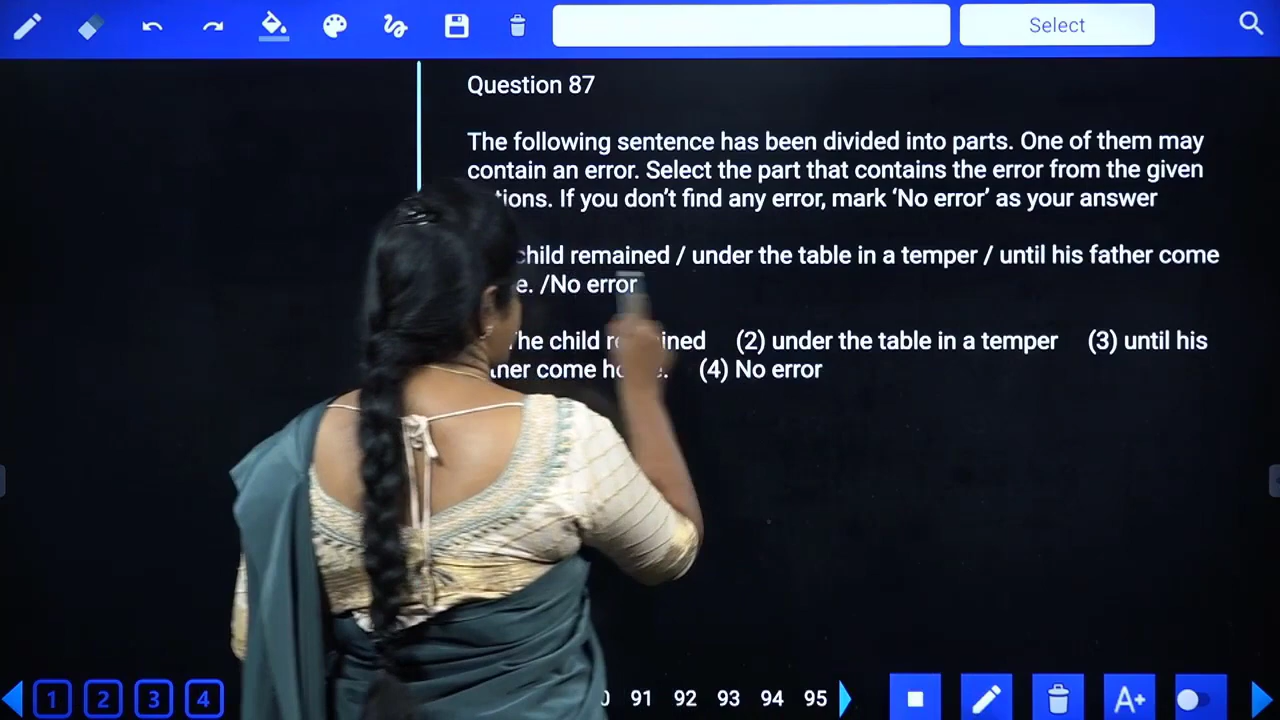 Select
Question 87
The following sentence has been divided into parts. One of them may
contain an error. Select the part that contains the error from the given
If you don't find any error, mark 'No error' as your answer
child remained / under the table in a temper / until his father come
/No error
The child (2) under the table in a temper (3) until his
come (4) No error
1 2 3 4 91 92 93 94 95 A+